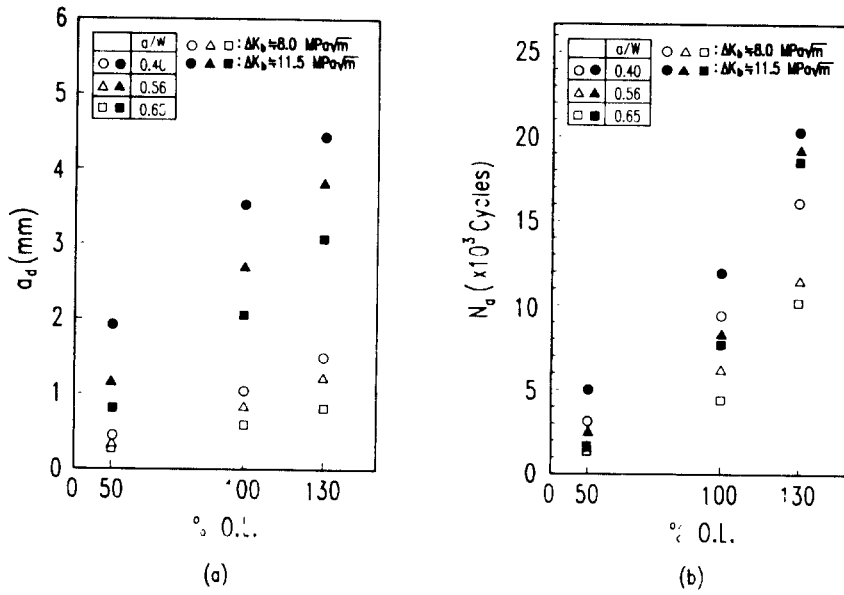 6
5
4
3
2
1
0
a_d (mm)
a/W
○ ● 0.40
△ ▲ 0.56
□ ■ 0.65
○ △ □ : ΔK_b ≒ 8.0 MPa√m
● ▲ ■ : ΔK_b ≒ 11.5 MPa√m
0 50 100 130
% O.L.
(a)
25
20
15
10
5
0
N_d (×10³ Cycles)
a/W
○ ● 0.40
△ ▲ 0.56
□ ■ 0.65
○ △ □ : ΔK_b ≒ 8.0 MPa√m
● ▲ ■ : ΔK_b ≒ 11.5 MPa√m
0 50 100 130
% O.L.
(b)